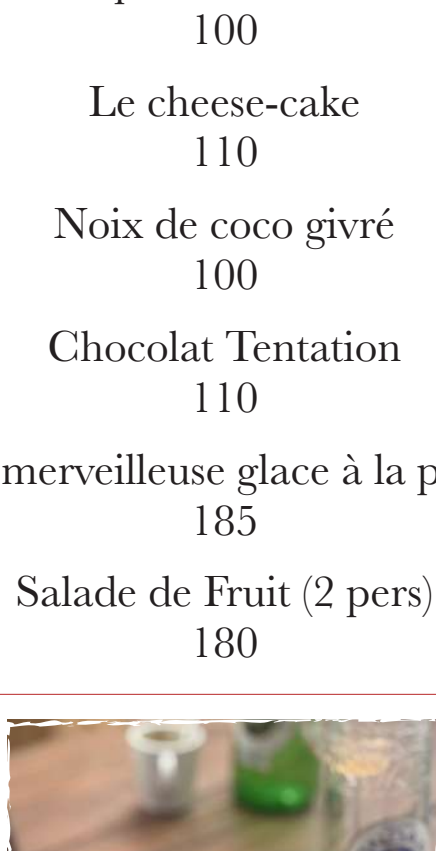 100
Le cheese-cake
110
Noix de coco givré
100
Chocolat Tentation
110
merveilleuse glace à la
185
Salade de Fruit (2 pers)
180